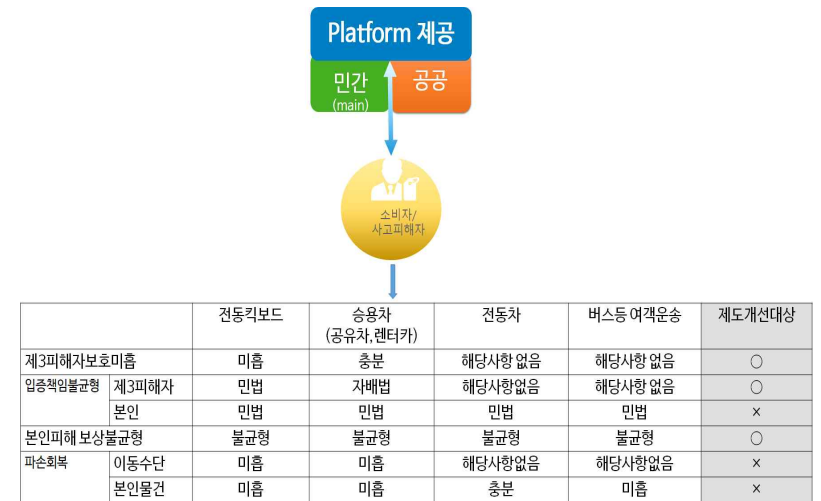 Platform 제공
민간 공공
(main)
소비자/
사고피해자
전동킥보드 승용차 전동차 버스등 여객운송 제도개선대상
(공유차,렌터카)
제3피해자보호미흡 미흡 충분 해당사항 없음 해당사항 없음 ○
입증책임불균형 제3피해자 민법 자배법 해당사항없음 해당사항 없음 ○
본인 민법 민법 민법 민법 ×
본인피해 보상불균형 불균형 불균형 불균형 불균형 ○
파손회복 이동수단 미흡 미흡 해당사항없음 해당사항없음 ×
본인물건 미흡 미흡 충분 미흡 ×